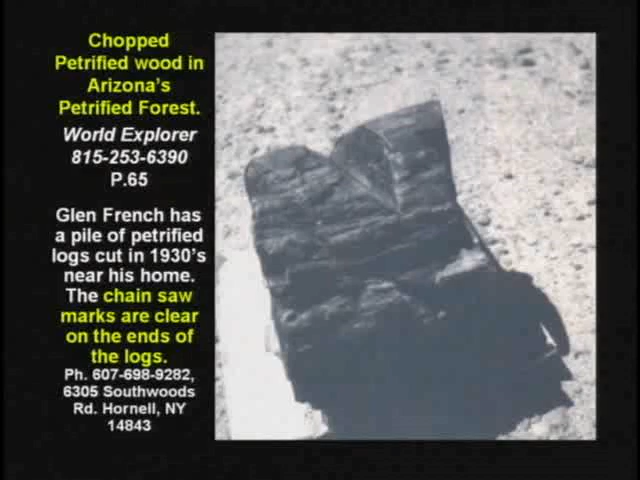 Chopped
Petrified wood in
Arizona's
Petrified Forest.
World Explorer
815-253-6390
P.65
Glen French has
a pile of petrified
logs cut in 1930's
near his home.
The chain saw
marks are clear
on the ends of
the logs.
Ph. 607-698-9282,
6305 Southwoods
Rd. Hornell, NY
14843